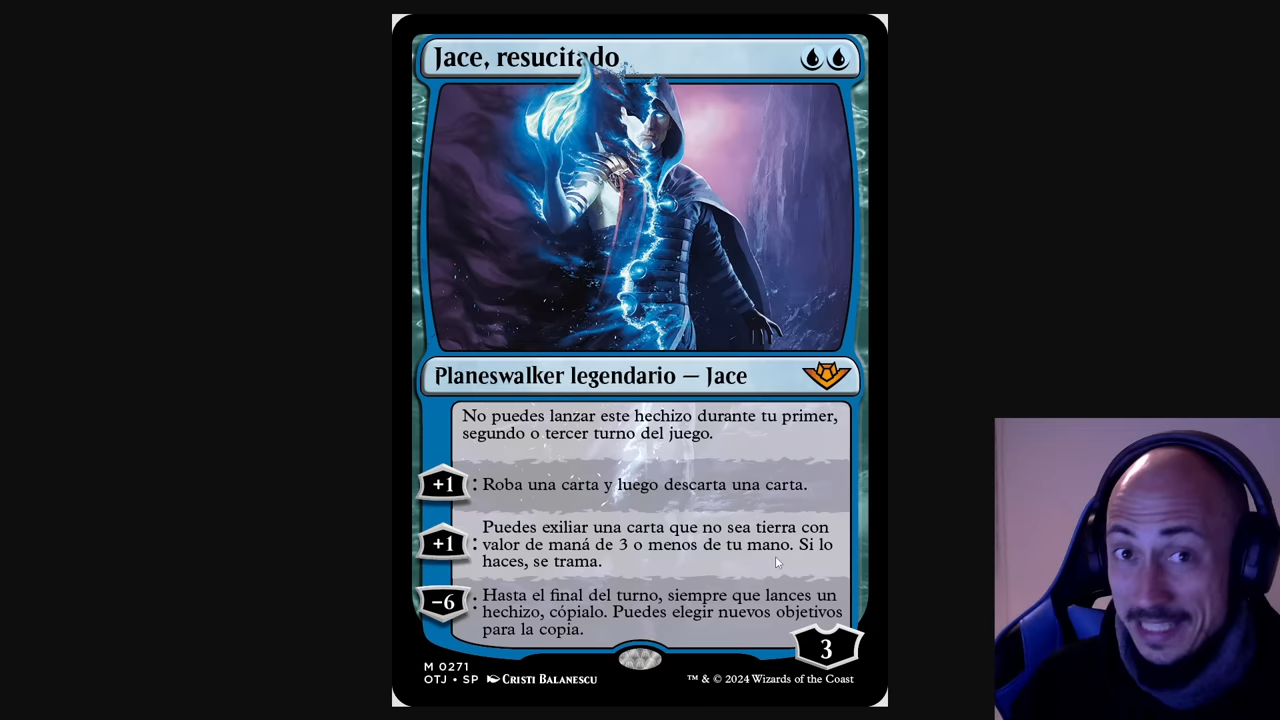 Jace, resucitado
Planeswalker legendario — Jace
No puedes lanzar este hechizo durante tu primer,
segundo o tercer turno del juego.
+1 : Roba una carta y luego descarta una carta.
Puedes exiliar una carta que no sea tierra con
+1 : valor de maná de 3 o menos de tu mano. Si lo
haces, se trama.
−6 : Hasta el final del turno, siempre que lances un
hechizo, cópialo. Puedes elegir nuevos objetivos
para la copia.
3
M 0271
OTJ • SP Cristi Balanescu
™ & © 2024 Wizards of the Coast